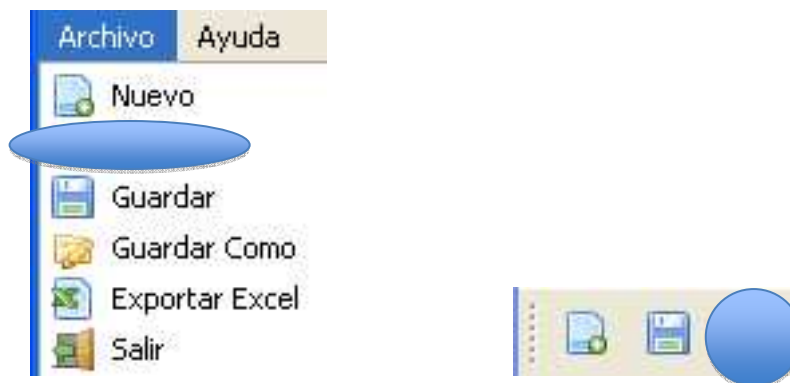 Archivo Ayuda
Nuevo
Guardar
Guardar Como
Exportar Excel
Salir